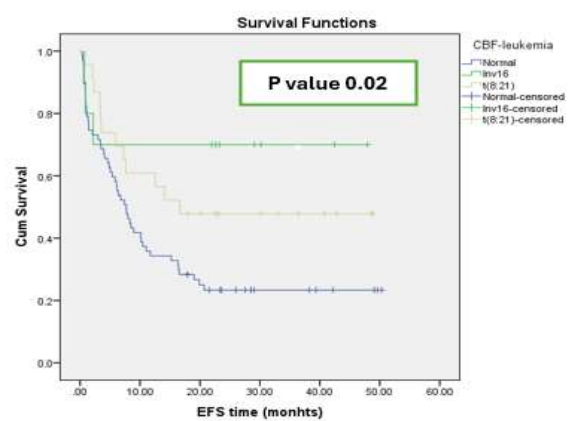 Survival Functions
P value 0.02
CBF-leukemia
Normal
Inv16
t(8:21)
Normal-censored
Inv16-censored
t(8:21)-censored
Cum Survival
1.0
0.8
0.6
0.4
0.2
0.0
.00
10.00
20.00
30.00
40.00
50.00
60.00
EFS time (monhts)